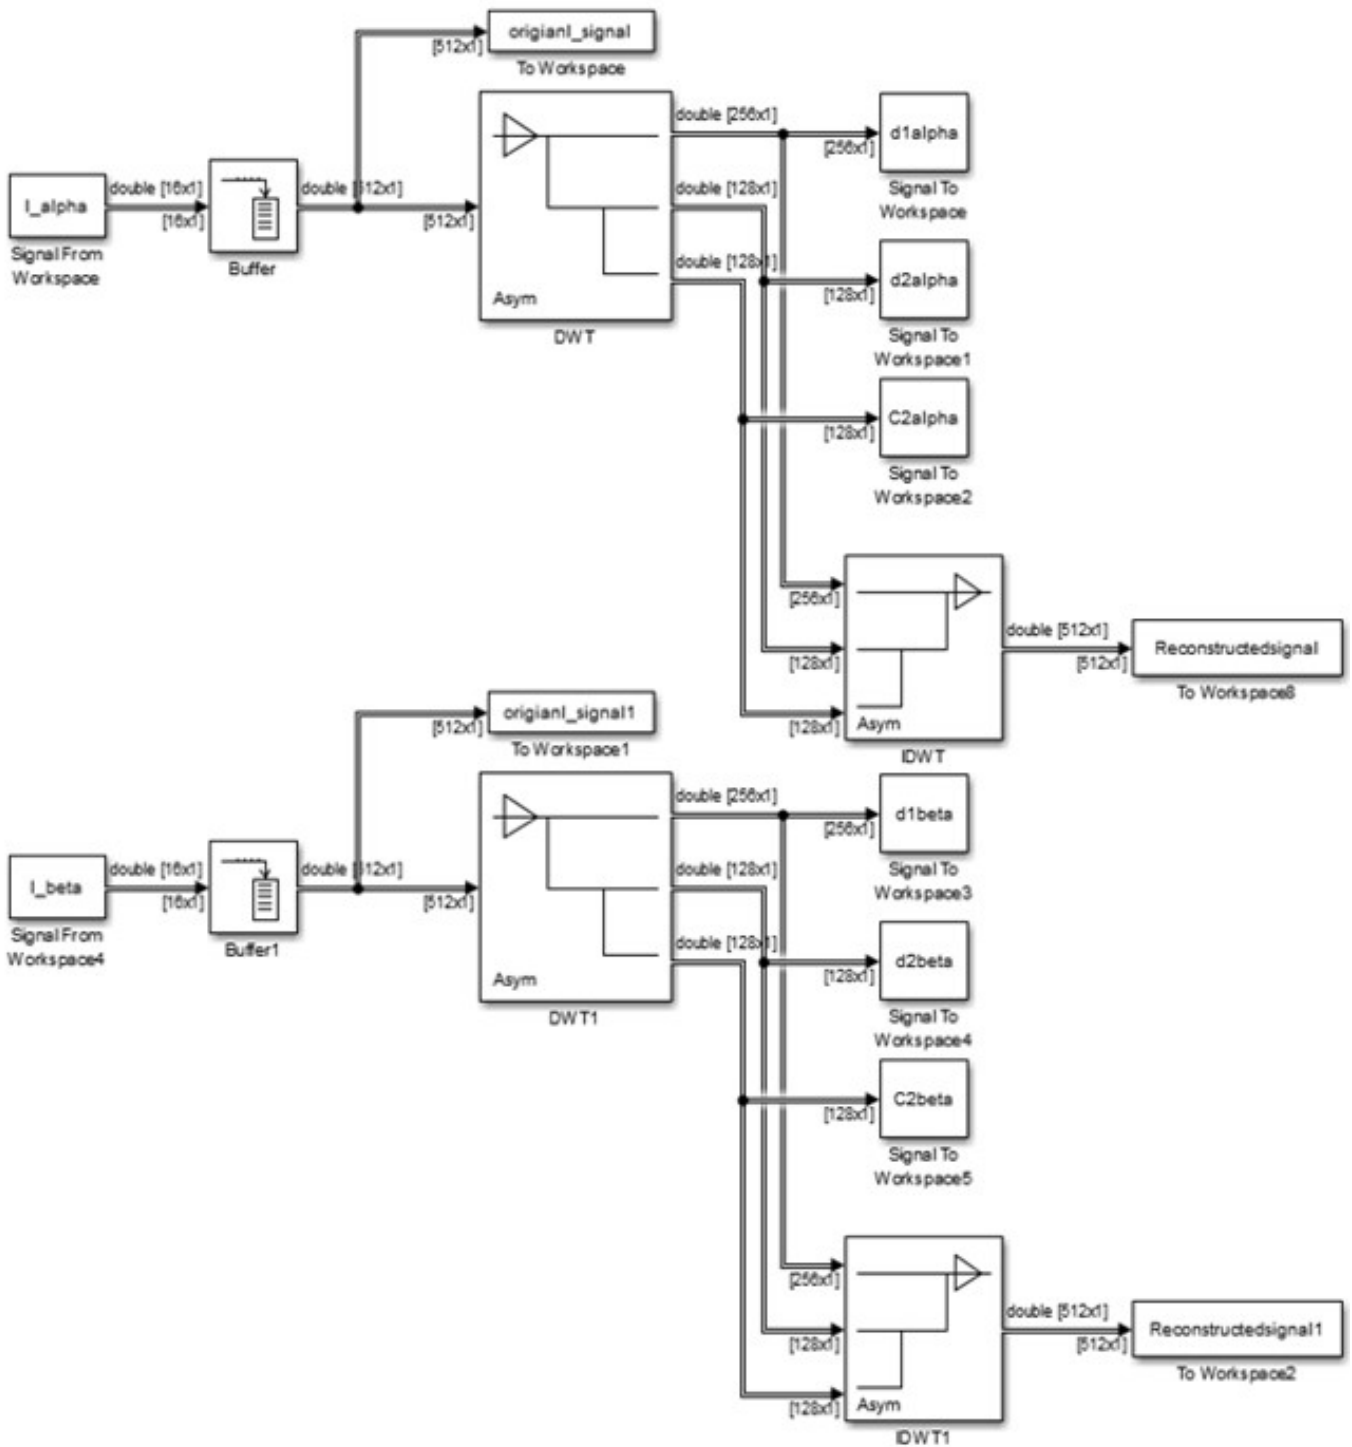 origianl_signal
[512x1]
To Workspace
double [256x1]
d1alpha
[256x1]
Signal To
Workspace
I_alpha
double [16x1]
[16x1]
Signal From
Workspace
Buffer
double [512x1]
[512x1]
Asym
DWT
double [128x1]
double [128x1]
d2alpha
[128x1]
Signal To
Workspace1
C2alpha
[128x1]
Signal To
Workspace2
[256x1]
[128x1]
[128x1]
Asym
IDWT
double [512x1]
[512x1]
Reconstructedsignal
To Workspace8
origianl_signal1
[512x1]
To Workspace1
double [256x1]
d1beta
[256x1]
Signal To
Workspace3
I_beta
double [16x1]
[16x1]
Signal From
Workspace4
Buffer1
double [512x1]
[512x1]
Asym
DWT1
double [128x1]
double [128x1]
d2beta
[128x1]
Signal To
Workspace4
C2beta
[128x1]
Signal To
Workspace5
[256x1]
[128x1]
[128x1]
Asym
IDWT1
double [512x1]
[512x1]
Reconstructedsignal1
To Workspace2